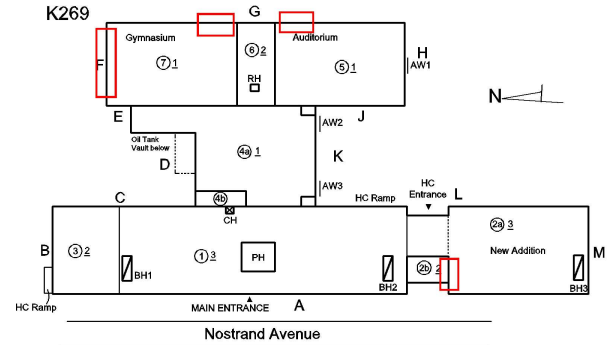 K269
G
Gymnasium
6 2
Auditorium
H
F
7 1
RH
5 1
AW1
N
E
J
AW2
Oil Tank
Vault below
4a 1
K
D
AW3
C
4b
HC Ramp
HC
Entrance
L
CH
2a 3
B
3 2
1 3
PH
New Addition
M
BH1
BH2
2b 2
BH3
HC Ramp
MAIN ENTRANCE
A
Nostrand Avenue